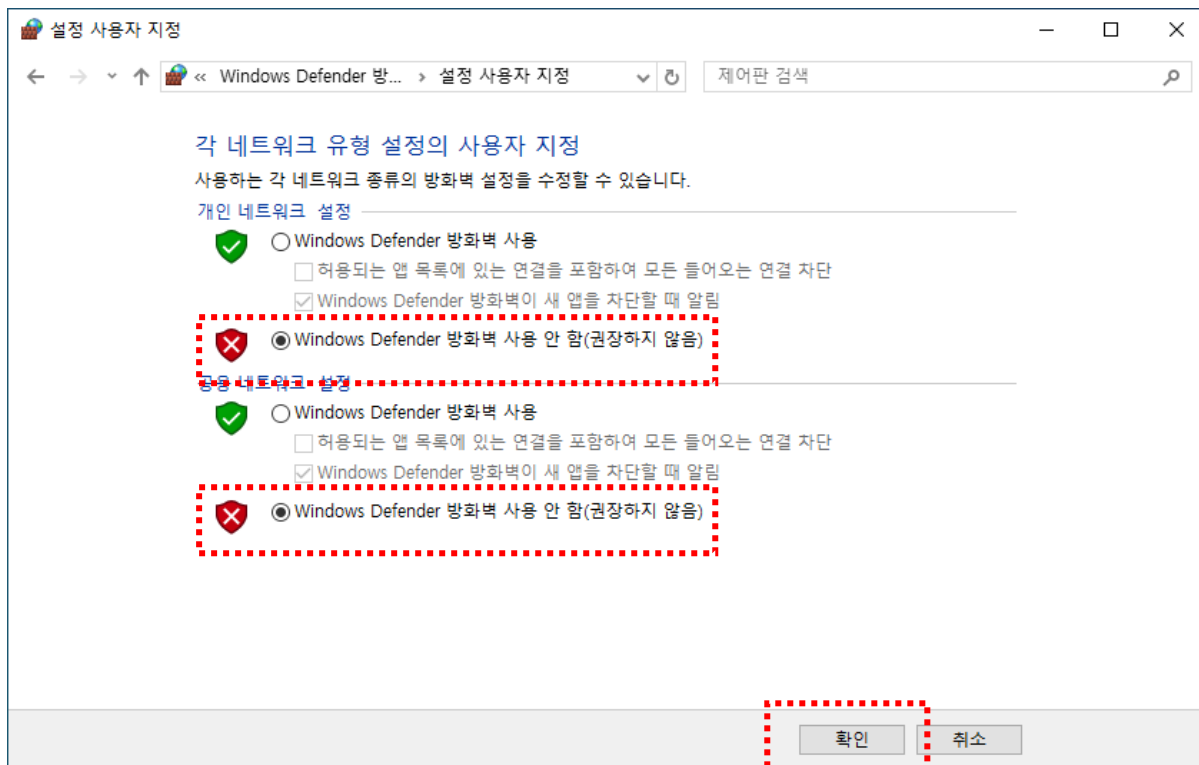 설정 사용자 지정
« Windows Defender 방... › 설정 사용자 지정
제어판 검색
각 네트워크 유형 설정의 사용자 지정
사용하는 각 네트워크 종류의 방화벽 설정을 수정할 수 있습니다.
개인 네트워크 설정
Windows Defender 방화벽 사용
허용되는 앱 목록에 있는 연결을 포함하여 모든 들어오는 연결 차단
Windows Defender 방화벽이 새 앱을 차단할 때 알림
Windows Defender 방화벽 사용 안 함(권장하지 않음)
공용 네트워크 설정
Windows Defender 방화벽 사용
허용되는 앱 목록에 있는 연결을 포함하여 모든 들어오는 연결 차단
Windows Defender 방화벽이 새 앱을 차단할 때 알림
Windows Defender 방화벽 사용 안 함(권장하지 않음)
확인
취소